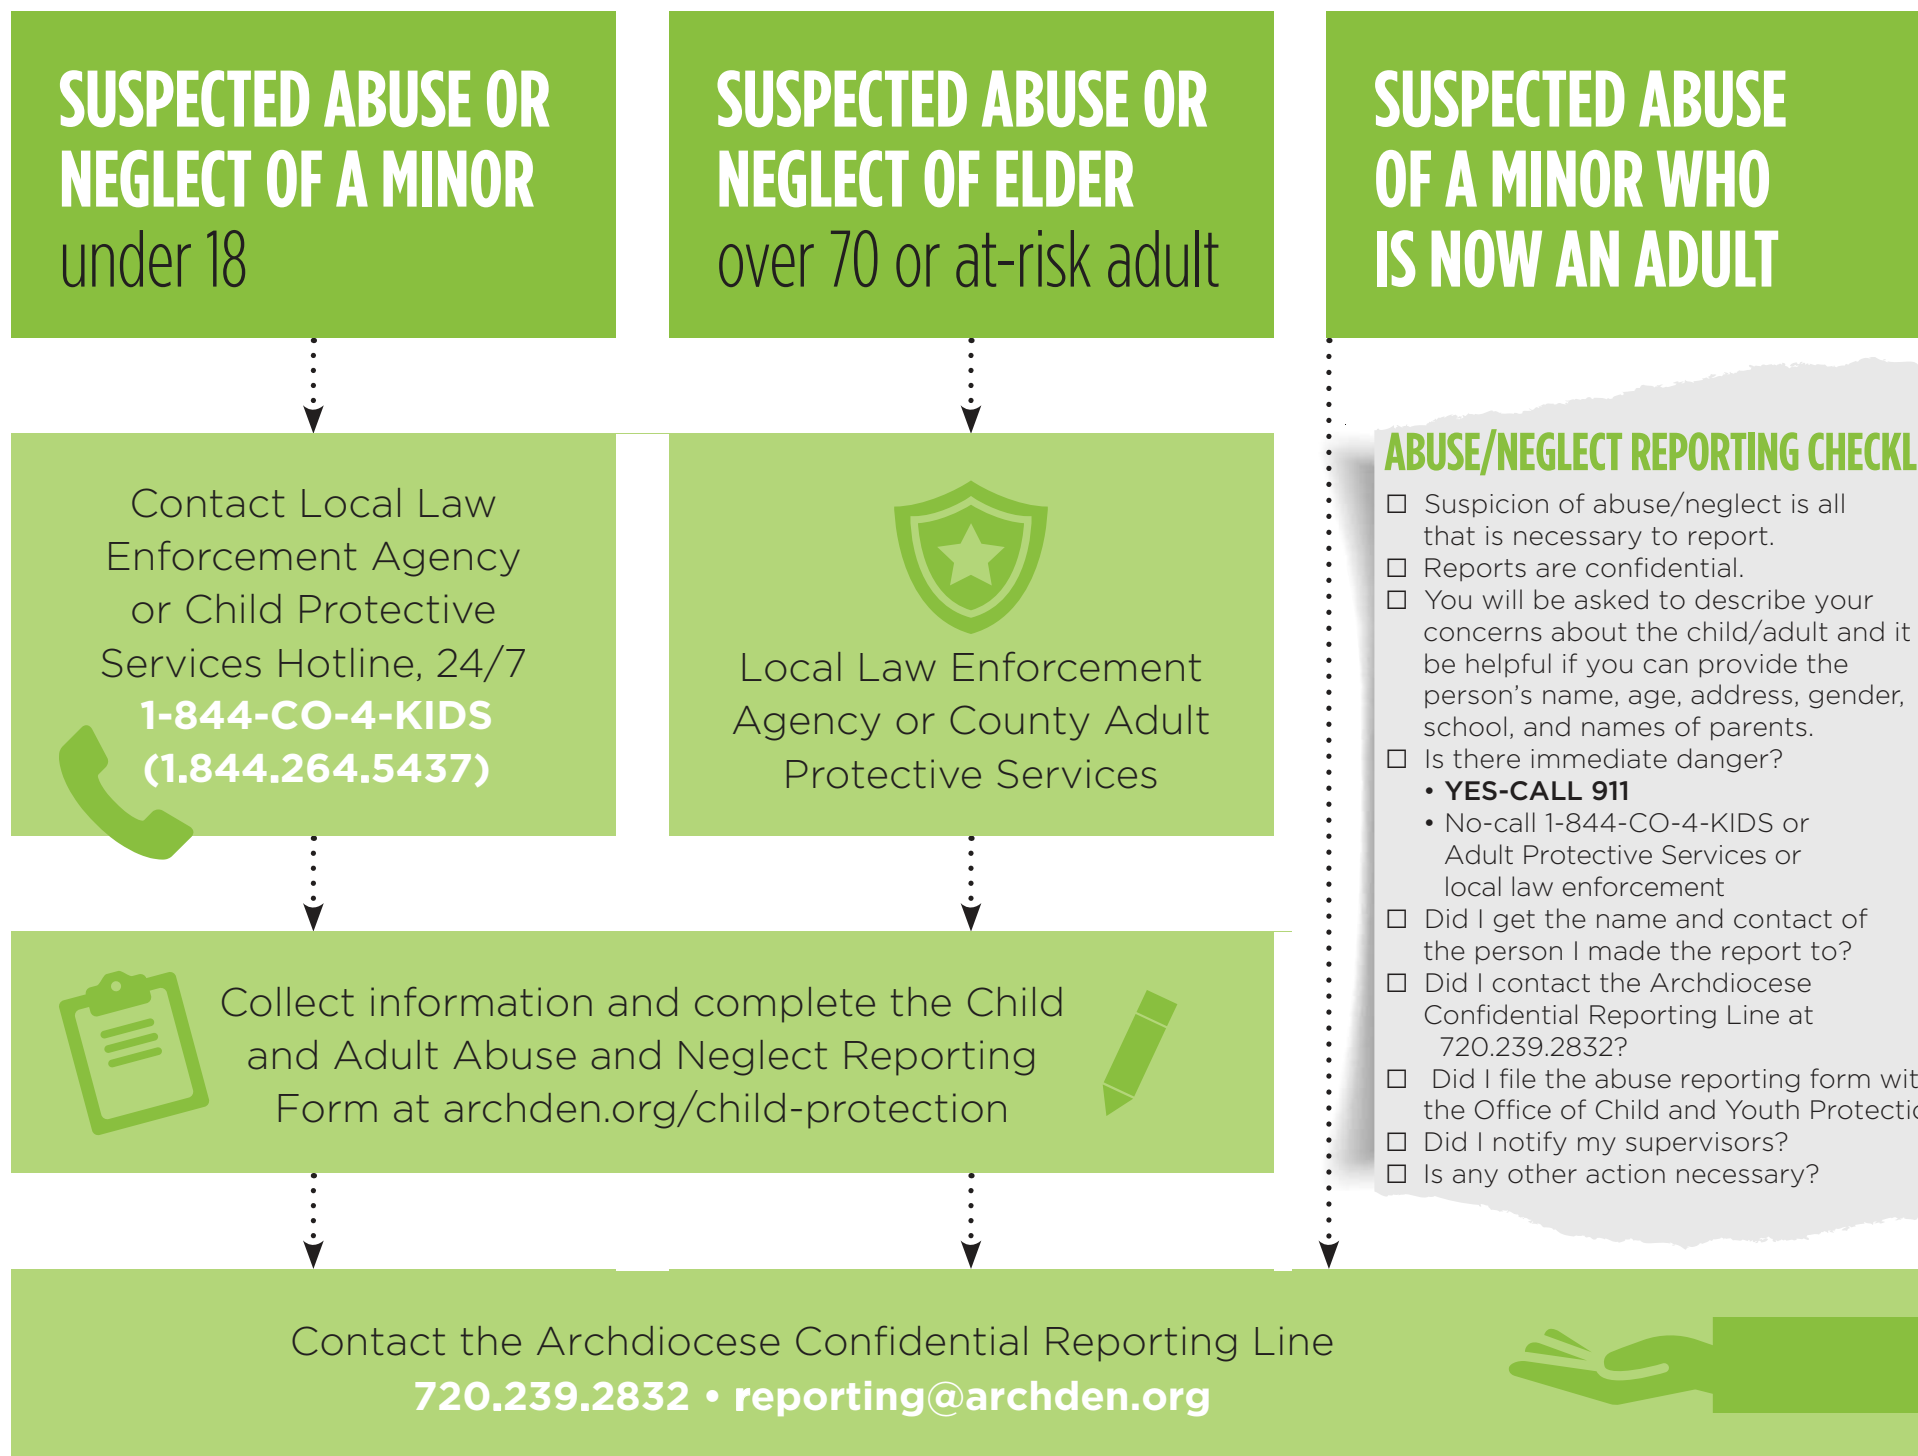 SUSPECTED ABUSE OR
NEGLECT OF A MINOR
under 18
SUSPECTED ABUSE OR
NEGLECT OF ELDER
over 70 or at-risk adult
SUSPECTED ABUSE
OF A MINOR WHO
IS NOW AN ADULT
Contact Local Law
Enforcement Agency
or Child Protective
Services Hotline, 24/7
1-844-CO-4-KIDS
(1.844.264.5437)
Local Law Enforcement
Agency or County Adult
Protective Services
Collect information and complete the Child
and Adult Abuse and Neglect Reporting
Form at archden.org/child-protection
ABUSE/NEGLECT REPORTING CHECKL
☐ Suspicion of abuse/neglect is all
that is necessary to report.
☐ Reports are confidential.
☐ You will be asked to describe your
concerns about the child/adult and it
be helpful if you can provide the
person's name, age, address, gender,
school, and names of parents.
☐ Is there immediate danger?
• YES-CALL 911
• No-call 1-844-CO-4-KIDS or
Adult Protective Services or
local law enforcement
☐ Did I get the name and contact of
the person I made the report to?
☐ Did I contact the Archdiocese
Confidential Reporting Line at
720.239.2832?
☐ Did I file the abuse reporting form wit
the Office of Child and Youth Protectio
☐ Did I notify my supervisors?
☐ Is any other action necessary?
Contact the Archdiocese Confidential Reporting Line
720.239.2832 • reporting@archden.org